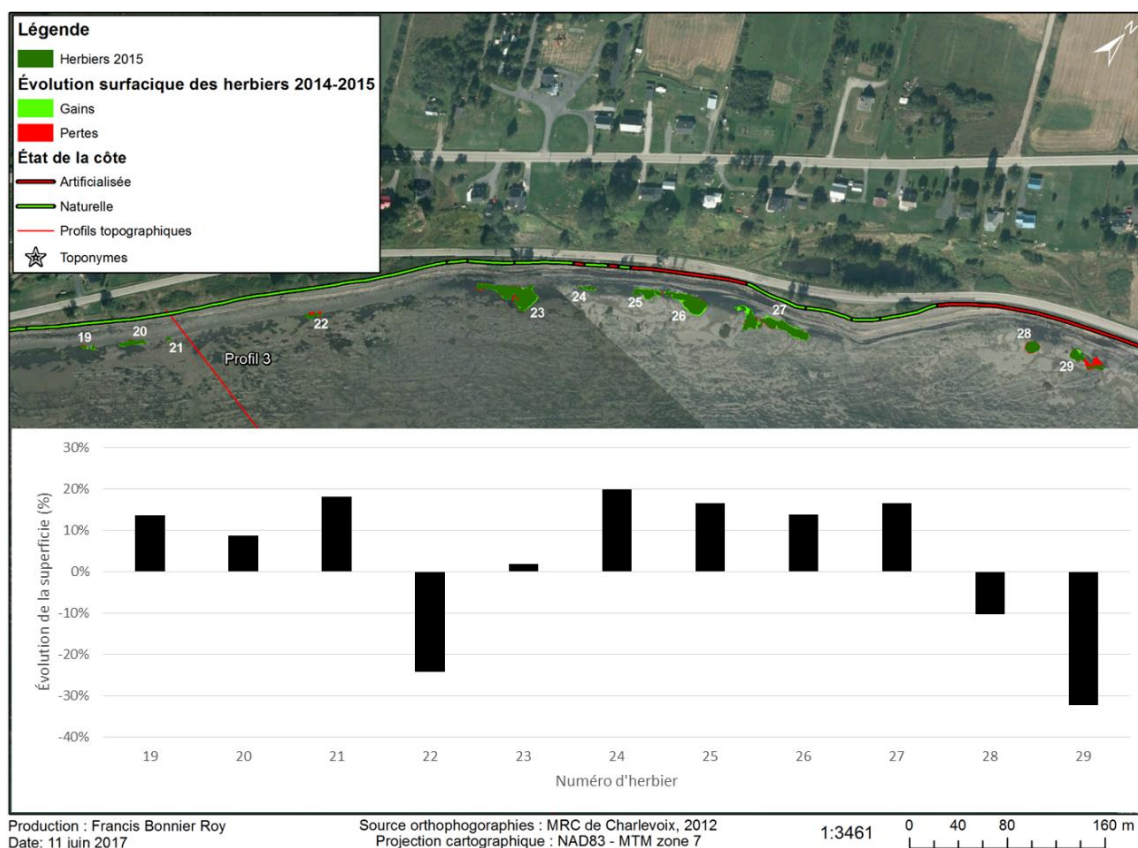 Légende
Herbiers 2015
Évolution surfacique des herbiers 2014-2015
Gains
Pertes
État de la côte
Artificialisée
Naturelle
Profils topographiques
Toponymes
N
19
20
21
22
23
24
25
26
27
28
29
Profil 3
30%
20%
10%
0%
-10%
-20%
-30%
-40%
Évolution de la superficie (%)
19 20 21 22 23 24 25 26 27 28 29
Numéro d'herbier
Production : Francis Bonnier Roy
Date: 11 juin 2017
Source orthophogoraphies : MRC de Charlevoix, 2012
Projection cartographique : NAD83 - MTM zone 7
1:3461
0 40 80 160 m